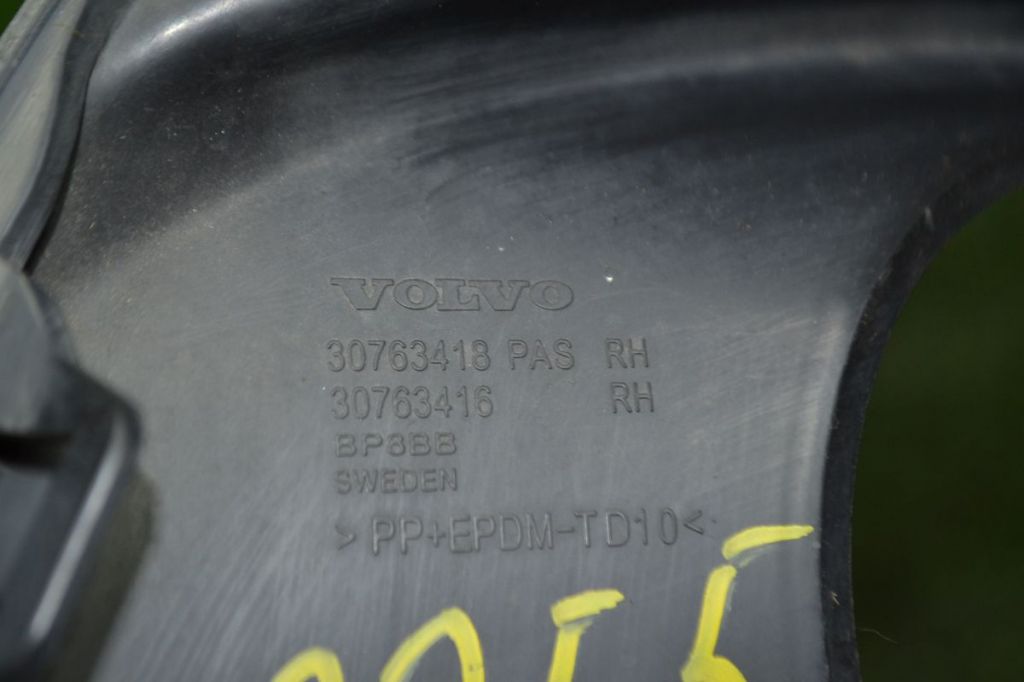 VOLVO
30763418 PAS RH
30763416 RH
BP8BB
SWEDEN
>PP+EPDM-TD10<